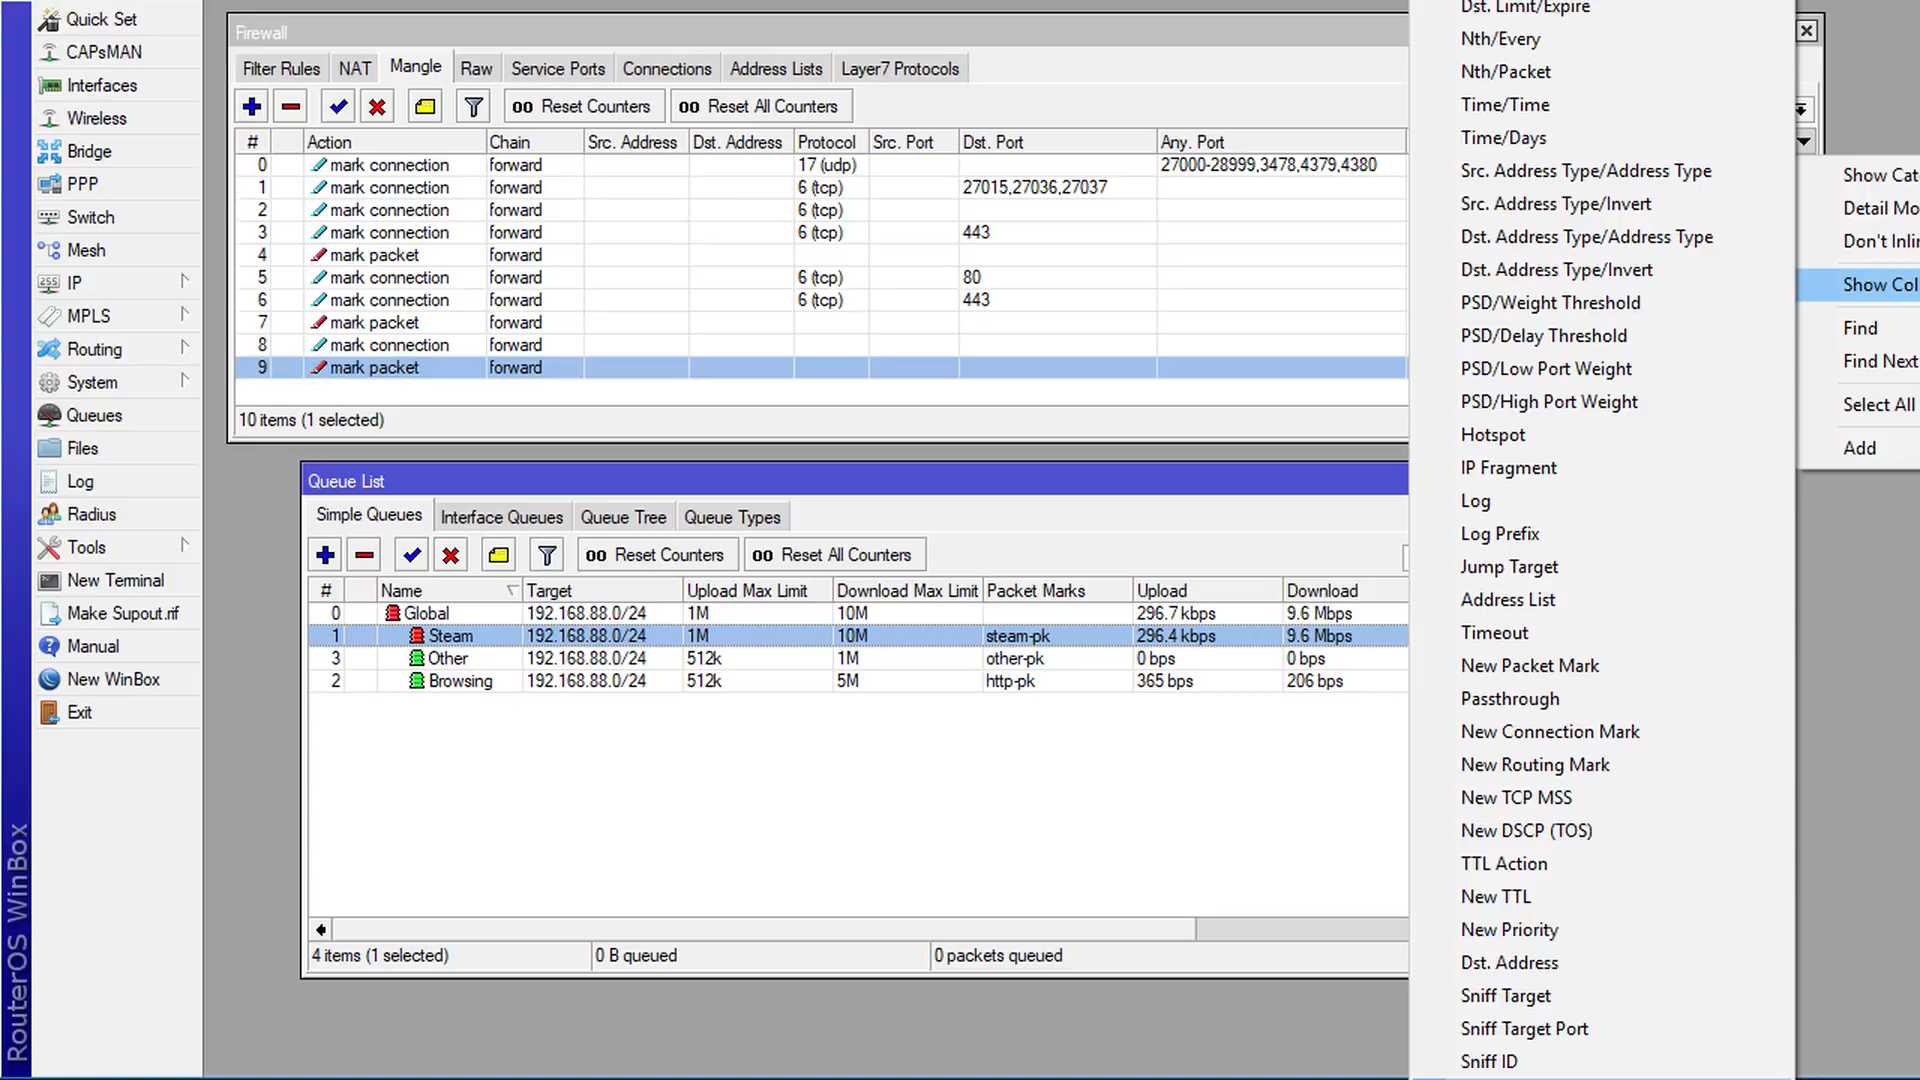 Quick Set
CAPsMAN
Interfaces
Wireless
Bridge
PPP
Switch
Mesh
IP
MPLS
Routing
System
Queues
Files
Log
Radius
Tools
New Terminal
Make Supout.rif
Manual
New WinBox
Exit
RouterOS WinBox
Firewall
Filter Rules NAT Mangle Raw Service Ports Connections Address Lists Layer7 Protocols
00 Reset Counters 00 Reset All Counters
# Action Chain Src. Address Dst. Address Protocol Src. Port Dst. Port Any. Port
0 mark connection forward 17 (udp) 27000-28999,3478,4379,4380
1 mark connection forward 6 (tcp) 27015,27036,27037
2 mark connection forward 6 (tcp)
3 mark connection forward 6 (tcp) 443
4 mark packet forward
5 mark connection forward 6 (tcp) 80
6 mark connection forward 6 (tcp) 443
7 mark packet forward
8 mark connection forward
9 mark packet forward
10 items (1 selected)
Queue List
Simple Queues Interface Queues Queue Tree Queue Types
00 Reset Counters 00 Reset All Counters
# Name Target Upload Max Limit Download Max Limit Packet Marks Upload Download
0 Global 192.168.88.0/24 1M 10M 296.7 kbps 9.6 Mbps
1 Steam 192.168.88.0/24 1M 10M steam-pk 296.4 kbps 9.6 Mbps
3 Other 192.168.88.0/24 512k 1M other-pk 0 bps 0 bps
2 Browsing 192.168.88.0/24 512k 5M http-pk 365 bps 206 bps
4 items (1 selected) 0 B queued 0 packets queued
Dst. Limit/Expire
Nth/Every
Nth/Packet
Time/Time
Time/Days
Src. Address Type/Address Type
Src. Address Type/Invert
Dst. Address Type/Address Type
Dst. Address Type/Invert
PSD/Weight Threshold
PSD/Delay Threshold
PSD/Low Port Weight
PSD/High Port Weight
Hotspot
IP Fragment
Log
Log Prefix
Jump Target
Address List
Timeout
New Packet Mark
Passthrough
New Connection Mark
New Routing Mark
New TCP MSS
New DSCP (TOS)
TTL Action
New TTL
New Priority
Dst. Address
Sniff Target
Sniff Target Port
Sniff ID
Show Cat
Detail Mo
Don't Inlin
Show Col
Find
Find Next
Select All
Add